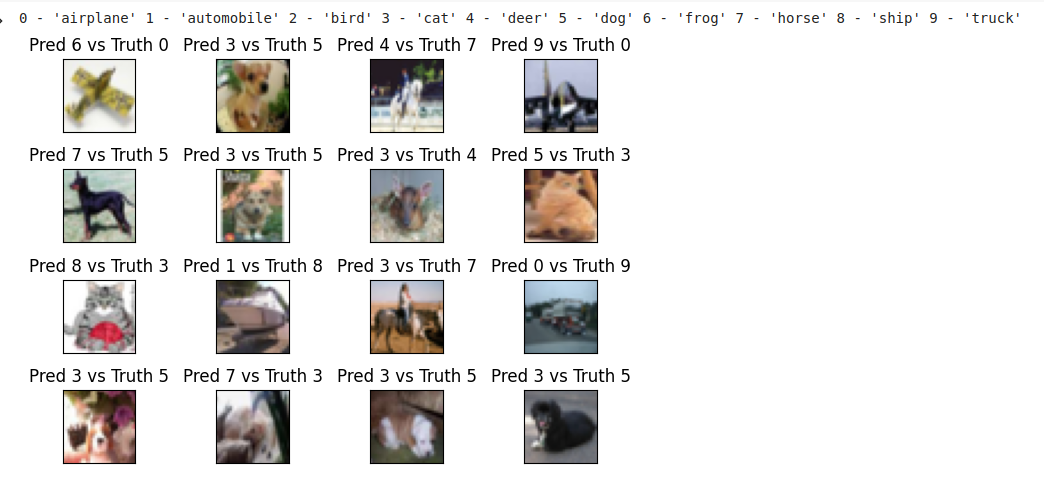 0 - 'airplane' 1 - 'automobile' 2 - 'bird' 3 - 'cat' 4 - 'deer' 5 - 'dog' 6 - 'frog' 7 - 'horse' 8 - 'ship' 9 - 'truck'
Pred 6 vs Truth 0 Pred 3 vs Truth 5 Pred 4 vs Truth 7 Pred 9 vs Truth 0
Pred 7 vs Truth 5 Pred 3 vs Truth 5 Pred 3 vs Truth 4 Pred 5 vs Truth 3
Pred 8 vs Truth 3 Pred 1 vs Truth 8 Pred 3 vs Truth 7 Pred 0 vs Truth 9
Pred 3 vs Truth 5 Pred 7 vs Truth 3 Pred 3 vs Truth 5 Pred 3 vs Truth 5